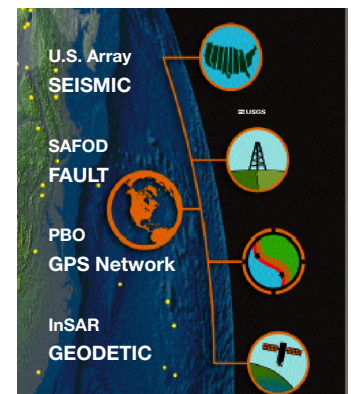 U.S. Array
SEISMIC
USGS
SAFOD
FAULT
PBO
GPS Network
InSAR
GEODETIC